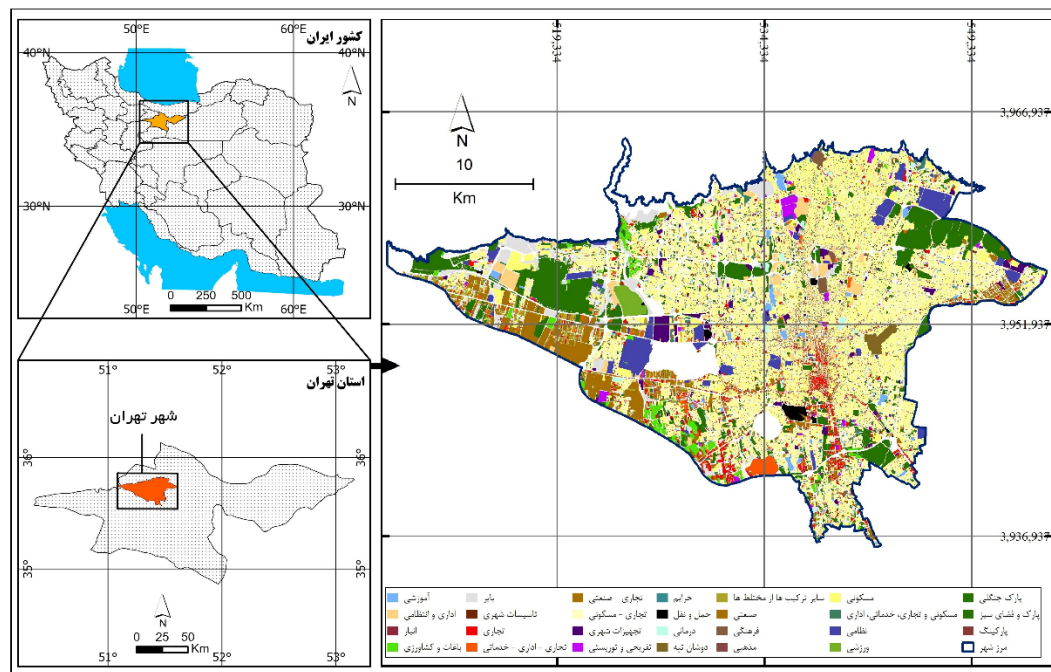 کشور ایران
50°E
60°E
40°N
40°N
30°N
30°N
N
0 250 500
Km
50°E
60°E
استان تهران
51°
52°
53°
شهر تهران
36°
36°
35°
35°
N
0 25 50
Km
51°
52°
53°
519,334
534,334
549,334
3,966,937
3,951,937
3,936,937
N
10
Km
آموزشی
بایر
تجاری - صنعتی
حرایم
سایر ترکیب ها از مختلط ها
مسکونی
پارک جنگلی
اداری و انتظامی
تاسیسات شهری
تجاری - مسکونی
حمل و نقل
صنعتی
مسکونی و تجاری، خدماتی، اداری
پارک و فضای سبز
انبار
تجاری
تجهیزات شهری
درمانی
فرهنگی
نظامی
پارکینگ
باغات و کشاورزی
تجاری - اداری - خدماتی
تفریحی و توریستی
دوشان تپه
مذهبی
ورزشی
مرز شهر